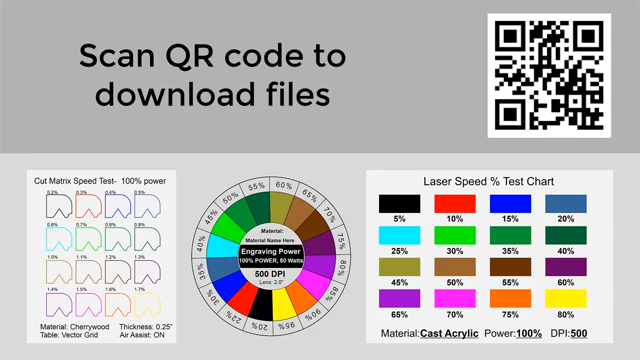 Scan QR code to
download files
Cut Matrix Speed Test- 100% power
0.2% 0.3% 0.4% 0.5%
0.6% 0.7% 0.8% 0.9%
1.0% 1.1% 1.2% 1.3%
1.4% 1.5% 1.6% 1.7%
Material: Cherrywood Thickness: 0.25"
Table: Vector Grid Air Assist: ON
60%
65%
70%
75%
80%
85%
90%
95%
20%
22%
30%
35%
40%
45%
50%
55%
Material:
Material Name Here
Engraving Power
100% POWER, 80 Watts
500 DPI
Lens: 2.0"
Laser Speed % Test Chart
5% 10% 15% 20%
25% 30% 35% 40%
45% 50% 55% 60%
65% 70% 75% 80%
Material:Cast Acrylic Power:100% DPI:500